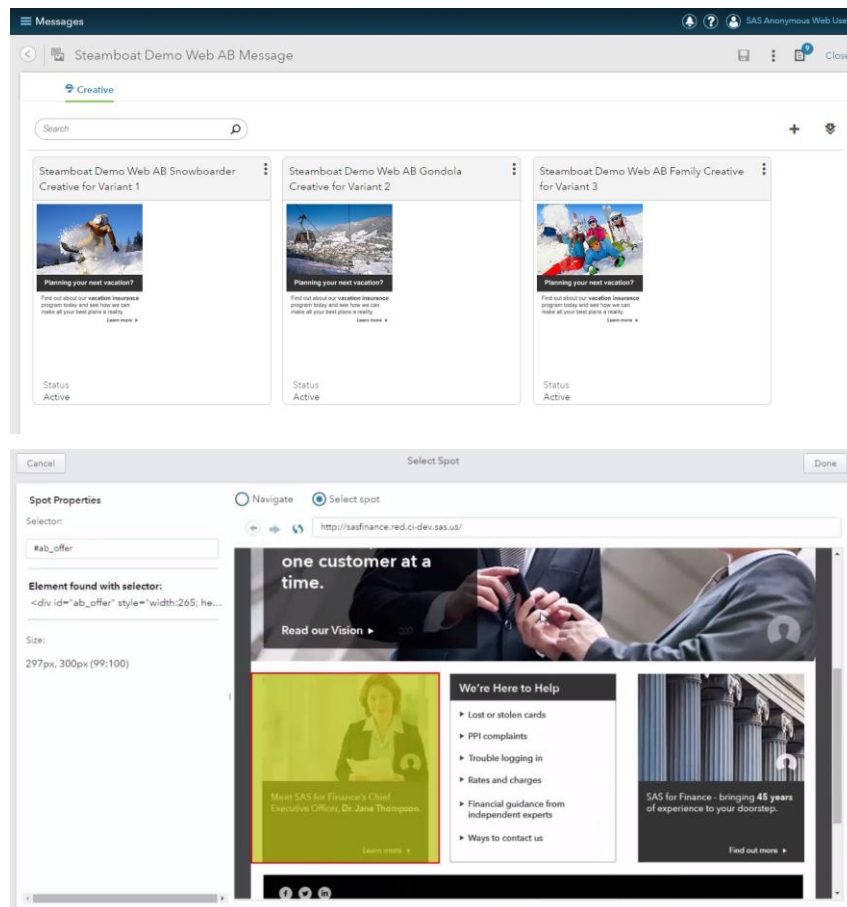 Messages
SAS Anonymous Web Use
Steamboat Demo Web AB Message
9
Close
Creative
Search
Steamboat Demo Web AB Snowboarder
Creative for Variant 1
Planning your next vacation?
Find out about our vacation insurance
program today and see how we can
make all your best plans a reality.
Learn more
Status
Active
Steamboat Demo Web AB Gondola
Creative for Variant 2
Planning your next vacation?
Find out about our vacation insurance
program today and see how we can
make all your best plans a reality.
Learn more
Status
Active
Steamboat Demo Web AB Family Creative
for Variant 3
Planning your next vacation?
Find out about our vacation insurance
program today and see how we can
make all your best plans a reality.
Learn more
Status
Active
Cancel
Select Spot
Done
Spot Properties
Selector:
#ab_offer
Element found with selector:
<div id="ab_offer" style="width:265; he...
Size:
297px, 300px (99:100)
Navigate
Select spot
http://sasfinance.red.ci-dev.sas.us/
one customer at a
time.
Read our Vision
Meet SAS for Finance's Chief
Executive Officer, Dr. Jane Thompson.
Learn more
We're Here to Help
Lost or stolen cards
PPI complaints
Trouble logging in
Rates and charges
Financial guidance from
independent experts
Ways to contact us
SAS for Finance - bringing 45 years
of experience to your doorstep.
Find out more